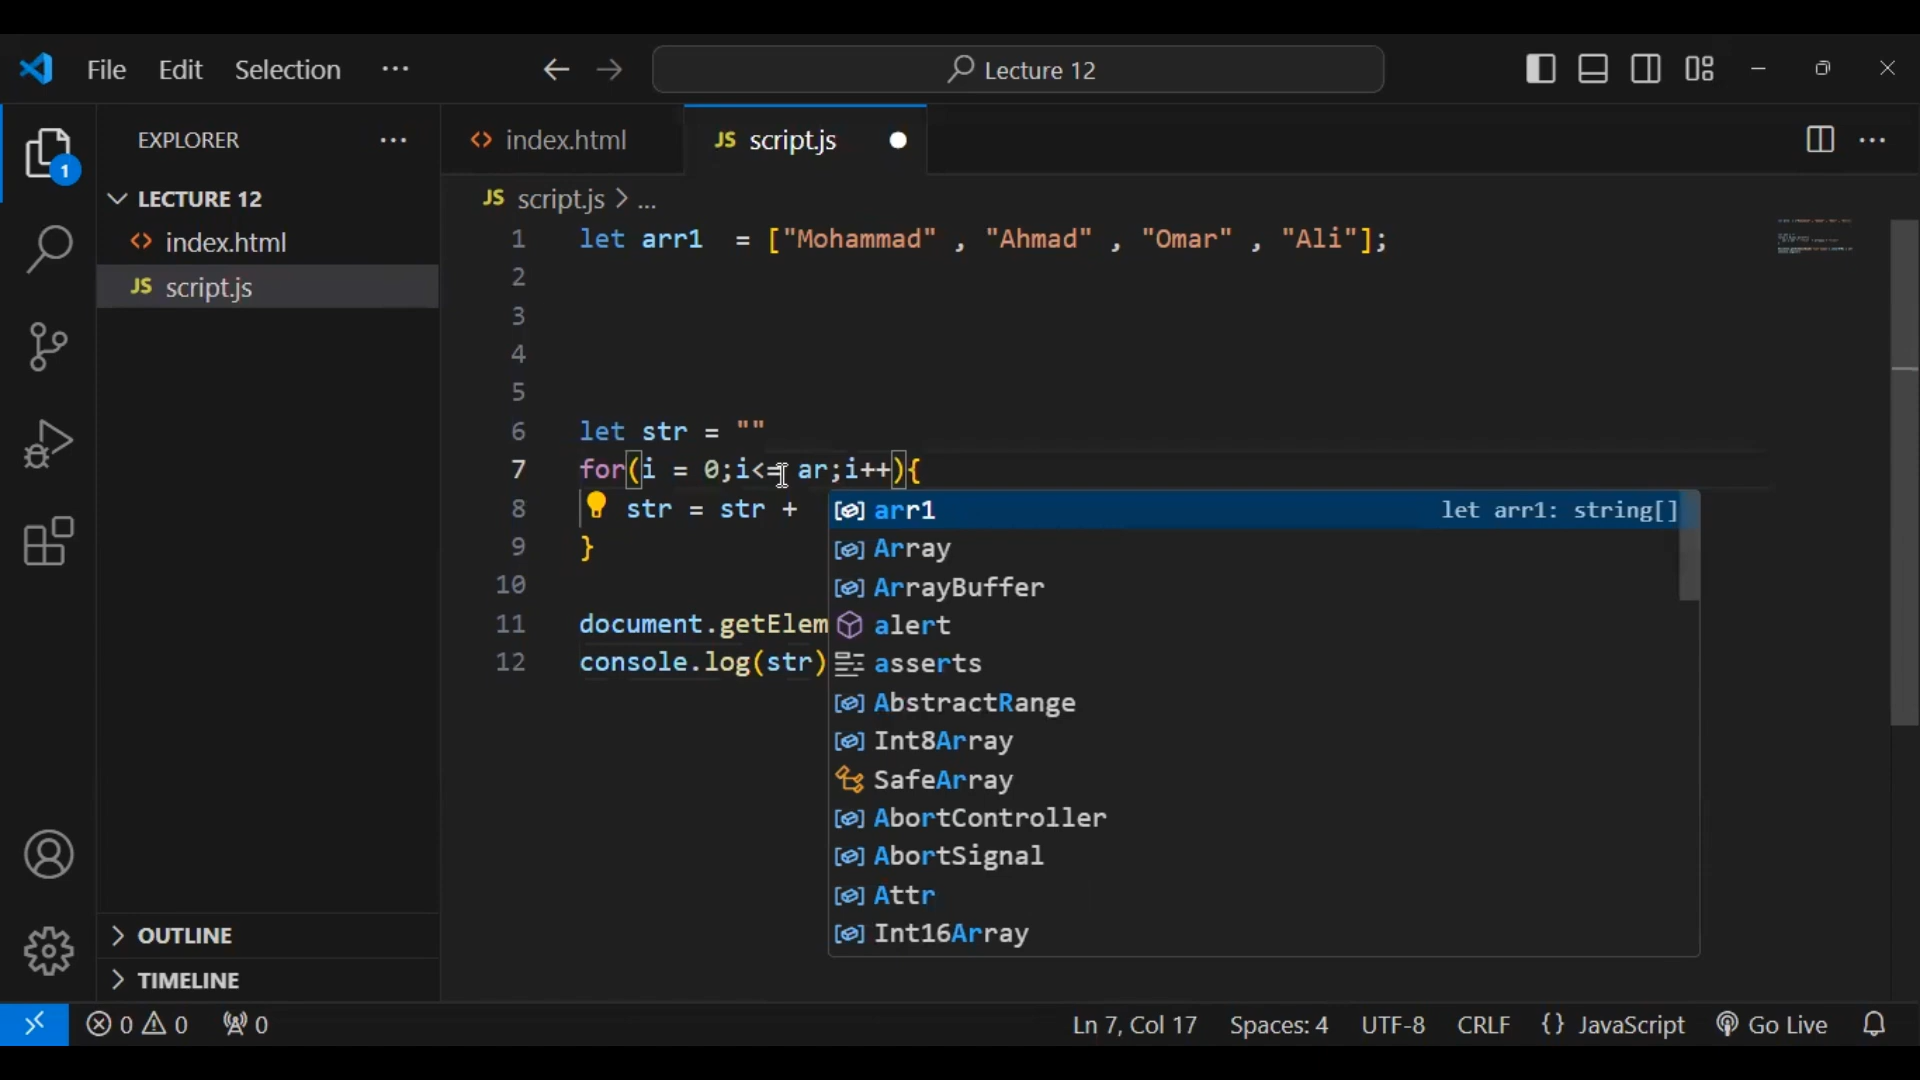 File Edit Selection ...
Lecture 12
EXPLORER ...
index.html
JS script.js
1
LECTURE 12
index.html
JS script.js
JS script.js > ...
1 let arr1  = ["Mohammad" , "Ahmad" , "Omar" , "Ali"];
2
3
4
5
6 let str = ""
7 for(i = 0;i<= ar;i++){
8 str = str +
9 }
10
11 document.getElem
12 console.log(str)
arr1 let arr1: string[]
Array
ArrayBuffer
alert
asserts
AbstractRange
Int8Array
SafeArray
AbortController
AbortSignal
Attr
Int16Array
OUTLINE
TIMELINE
0 0 0 Ln 7, Col 17 Spaces: 4 UTF-8 CRLF {} JavaScript Go Live